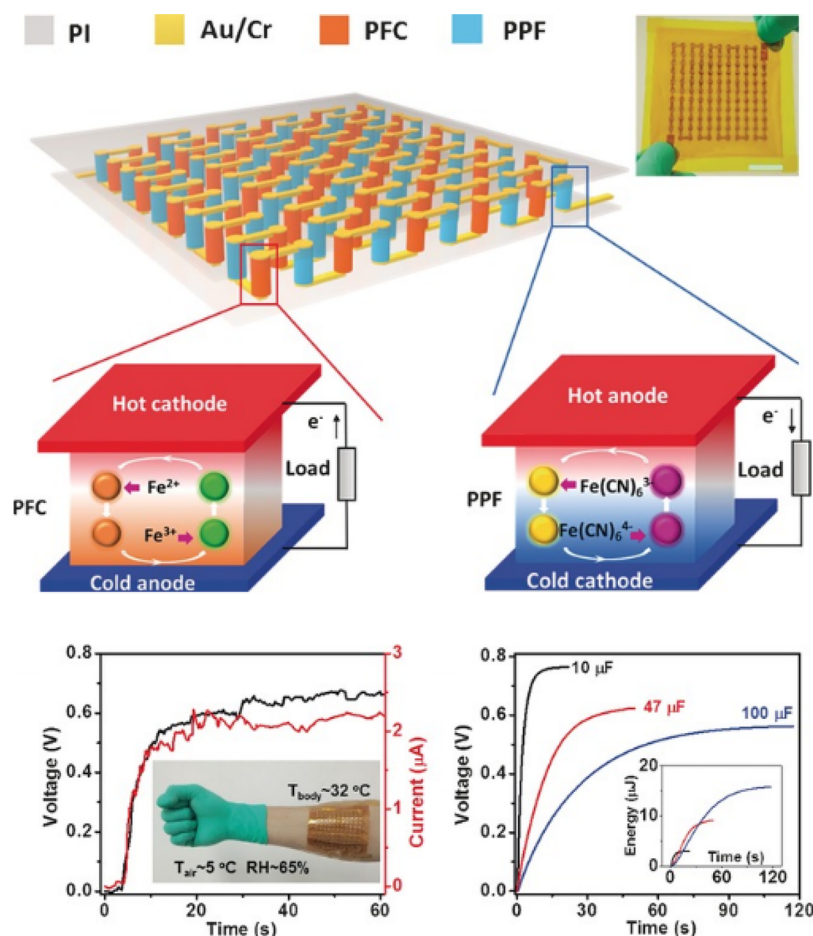 PI Au/Cr PFC PPF
Hot cathode
e⁻
Load
PFC
Fe²⁺
Fe³⁺
Cold anode
Hot anode
e⁻
Load
PPF
Fe(CN)₆³⁻
Fe(CN)₆⁴⁻
Cold cathode
0.8
0.6
0.4
0.2
0.0
Voltage (V)
3
2
1
0
Current (μA)
T_body~32 °C
T_air~5 °C RH~65%
0 20 40 60
Time (s)
0.8
0.6
0.4
0.2
0.0
Voltage (V)
10 μF
47 μF
100 μF
20
10
0
Energy (μJ)
Time (s)
0 60 120
0 30 60 90 120
Time (s)